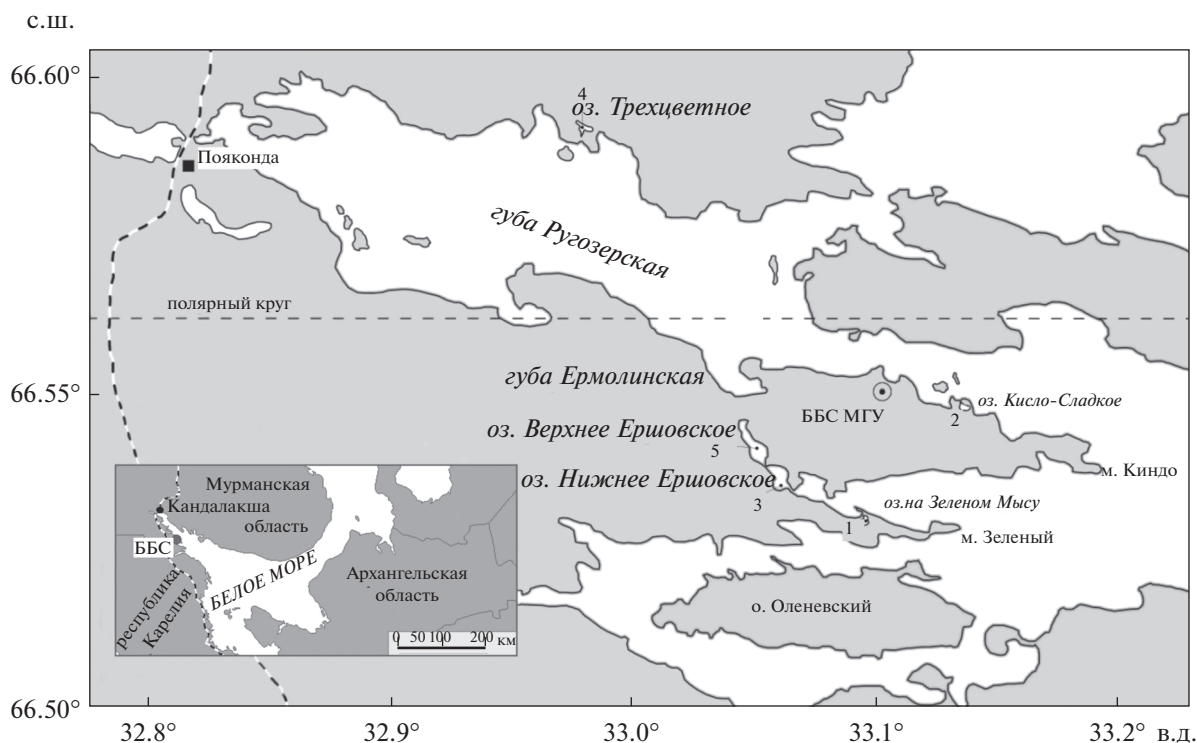 с.ш.
66.60°
4
оз. Трехцветное
Пояконда
губа Ругозерская
полярный круг
66.55°
губа Ермолинская
ББС МГУ
оз. Кисло-Сладкое
2
оз. Верхнее Ершовское
5
м. Киндо
оз. Нижнее Ершовское
3
оз.на Зеленом Мысу
1
м. Зеленый
Мурманская
область
Кандалакша
ББС
БЕЛОЕ МОРЕ
Архангельская
область
республика
Карелия
0 50 100 200 км
о. Оленевский
66.50°
32.8° 32.9° 33.0° 33.1° 33.2° в.д.